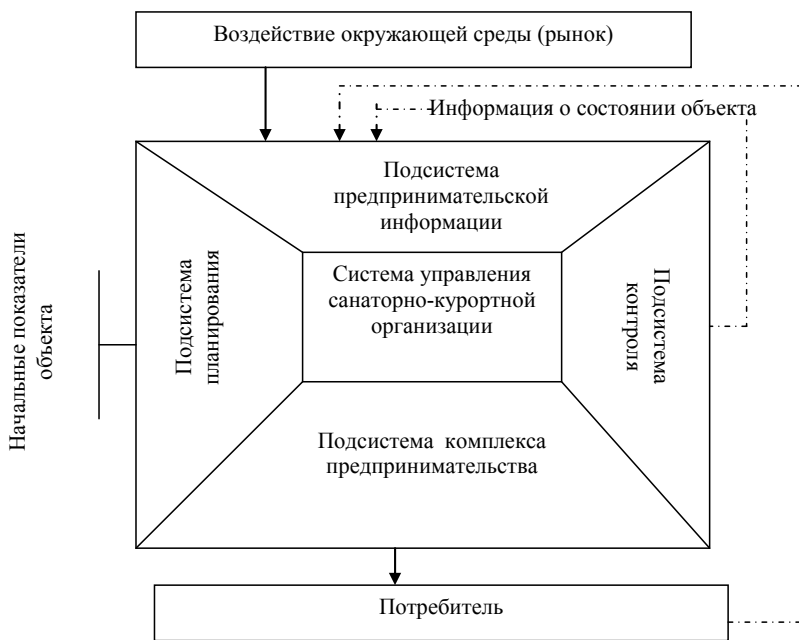 Воздействие окружающей среды (рынок)
Информация о состоянии объекта
Подсистема
предпринимательской
информации
Начальные показатели
объекта
Подсистема
планирования
Система управления
санаторно-курортной
организации
Подсистема
контроля
Подсистема комплекса
предпринимательства
Потребитель